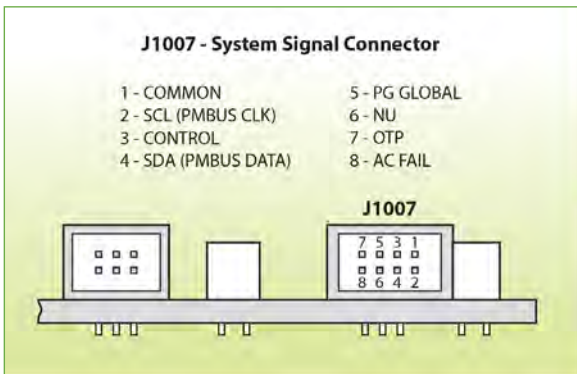 J1007 - System Signal Connector
1 - COMMON
2 - SCL (PMBUS CLK)
3 - CONTROL
4 - SDA (PMBUS DATA)
5 - PG GLOBAL
6 - NU
7 - OTP
8 - AC FAIL
J1007
7 5 3 1
8 6 4 2